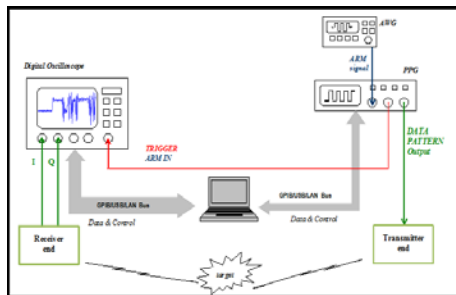 AWG
Digital Oscilloscope
ARM
signal
PPG
TRIGGER
ARM IN
DATA
PATTERN
Output
I
Q
GPIB/USB/LAN Bus
GPIB/USB/LAN Bus
Data & Control
Data & Control
Receiver
end
Transmitter
end
target